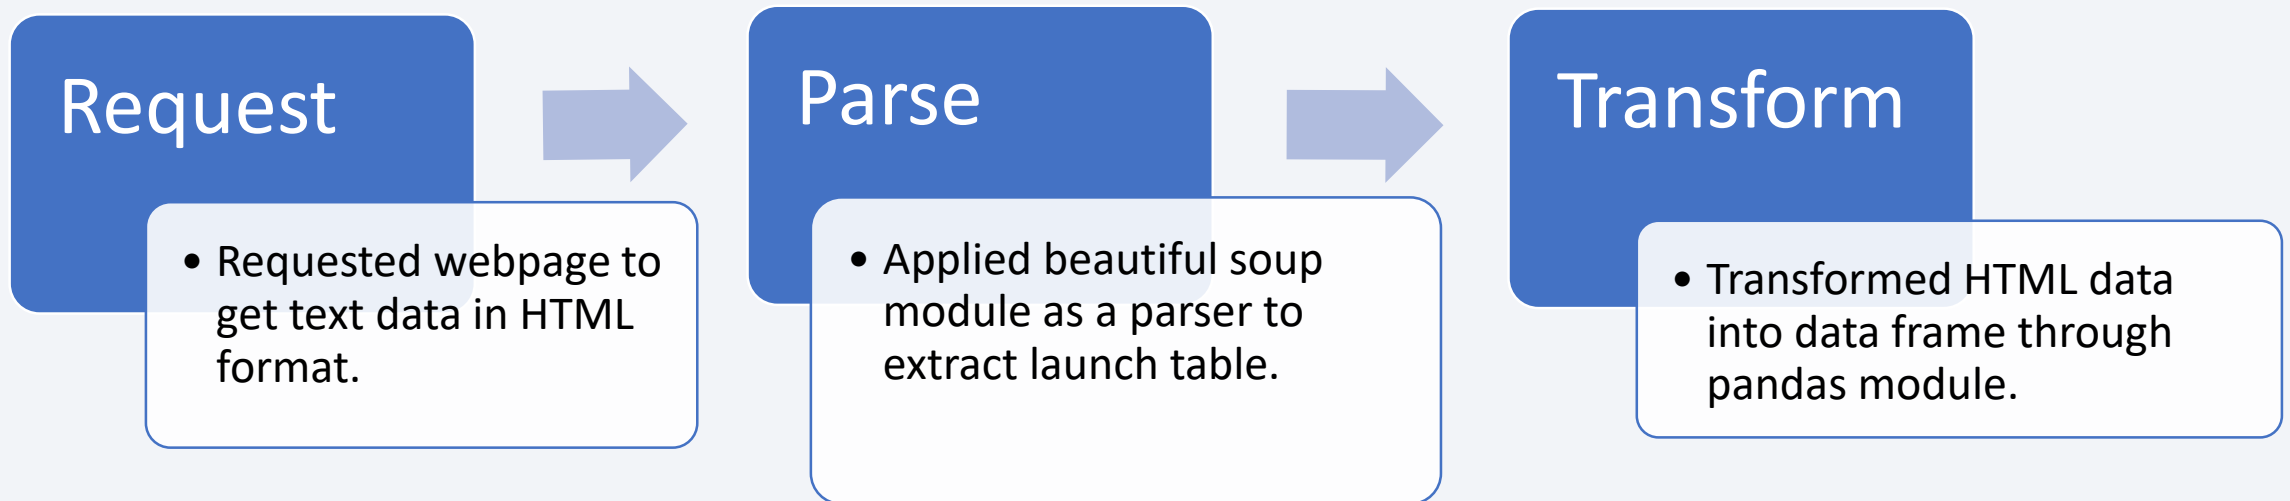 Request
• Requested webpage to
get text data in HTML
format.
Parse
• Applied beautiful soup
module as a parser to
extract launch table.
Transform
• Transformed HTML data
into data frame through
pandas module.